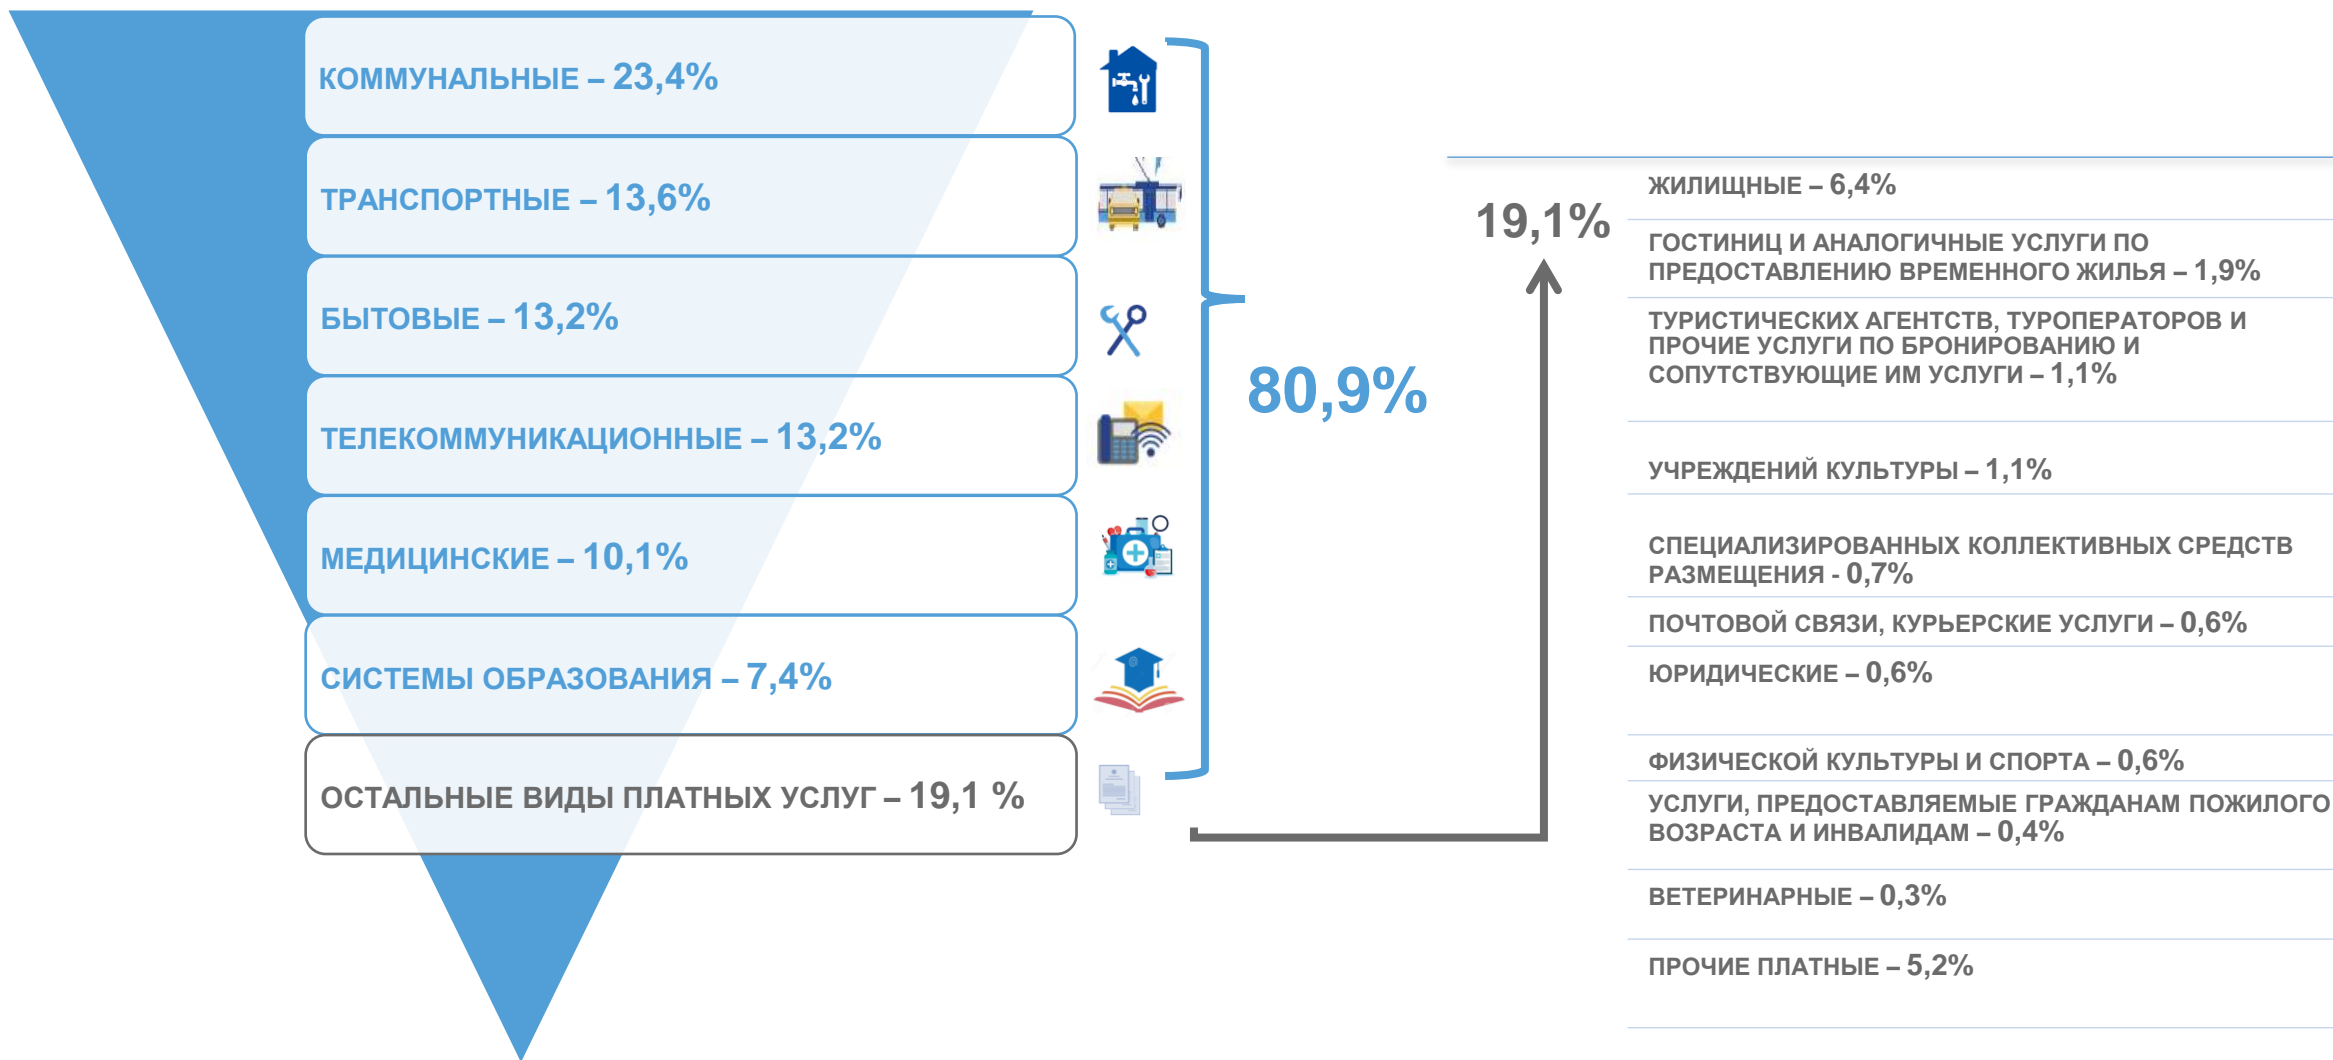 КОММУНАЛЬНЫЕ – 23,4%
ТРАНСПОРТНЫЕ – 13,6%
БЫТОВЫЕ – 13,2%
ТЕЛЕКОММУНИКАЦИОННЫЕ – 13,2%
МЕДИЦИНСКИЕ – 10,1%
СИСТЕМЫ ОБРАЗОВАНИЯ – 7,4%
ОСТАЛЬНЫЕ ВИДЫ ПЛАТНЫХ УСЛУГ – 19,1 %
80,9%
19,1%
ЖИЛИЩНЫЕ – 6,4%
ГОСТИНИЦ И АНАЛОГИЧНЫЕ УСЛУГИ ПО
ПРЕДОСТАВЛЕНИЮ ВРЕМЕННОГО ЖИЛЬЯ – 1,9%
ТУРИСТИЧЕСКИХ АГЕНТСТВ, ТУРОПЕРАТОРОВ И
ПРОЧИЕ УСЛУГИ ПО БРОНИРОВАНИЮ И
СОПУТСТВУЮЩИЕ ИМ УСЛУГИ – 1,1%
УЧРЕЖДЕНИЙ КУЛЬТУРЫ – 1,1%
СПЕЦИАЛИЗИРОВАННЫХ КОЛЛЕКТИВНЫХ СРЕДСТВ
РАЗМЕЩЕНИЯ - 0,7%
ПОЧТОВОЙ СВЯЗИ, КУРЬЕРСКИЕ УСЛУГИ – 0,6%
ЮРИДИЧЕСКИЕ – 0,6%
ФИЗИЧЕСКОЙ КУЛЬТУРЫ И СПОРТА – 0,6%
УСЛУГИ, ПРЕДОСТАВЛЯЕМЫЕ ГРАЖДАНАМ ПОЖИЛОГО
ВОЗРАСТА И ИНВАЛИДАМ – 0,4%
ВЕТЕРИНАРНЫЕ – 0,3%
ПРОЧИЕ ПЛАТНЫЕ – 5,2%